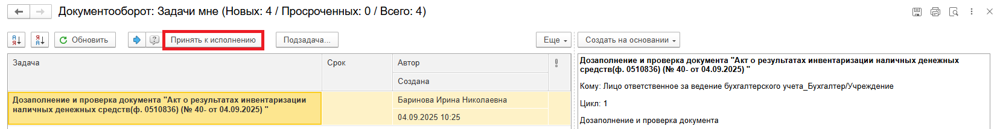 Документооборот: Задачи мне (Новых: 4 / Просроченных: 0 / Всего: 4)
Обновить
Принять к исполнению
Подзадача...
Еще
Создать на основании
Задача
Срок
Автор
Создана
Дозаполнение и проверка документа "Акт о результатах инвентаризации
наличных денежных средств(ф. 0510836) (№ 40- от 04.09.2025) "
Баринова Ирина Николаевна
04.09.2025 10:25
Дозаполнение и проверка документа "Акт о результатах инвентаризации наличных денежных
средств(ф. 0510836) (№ 40- от 04.09.2025) "
Кому: Лицо ответственное за ведение бухгалтерского учета_Бухгалтер/Учреждение
Цикл: 1
Дозаполнение и проверка документа